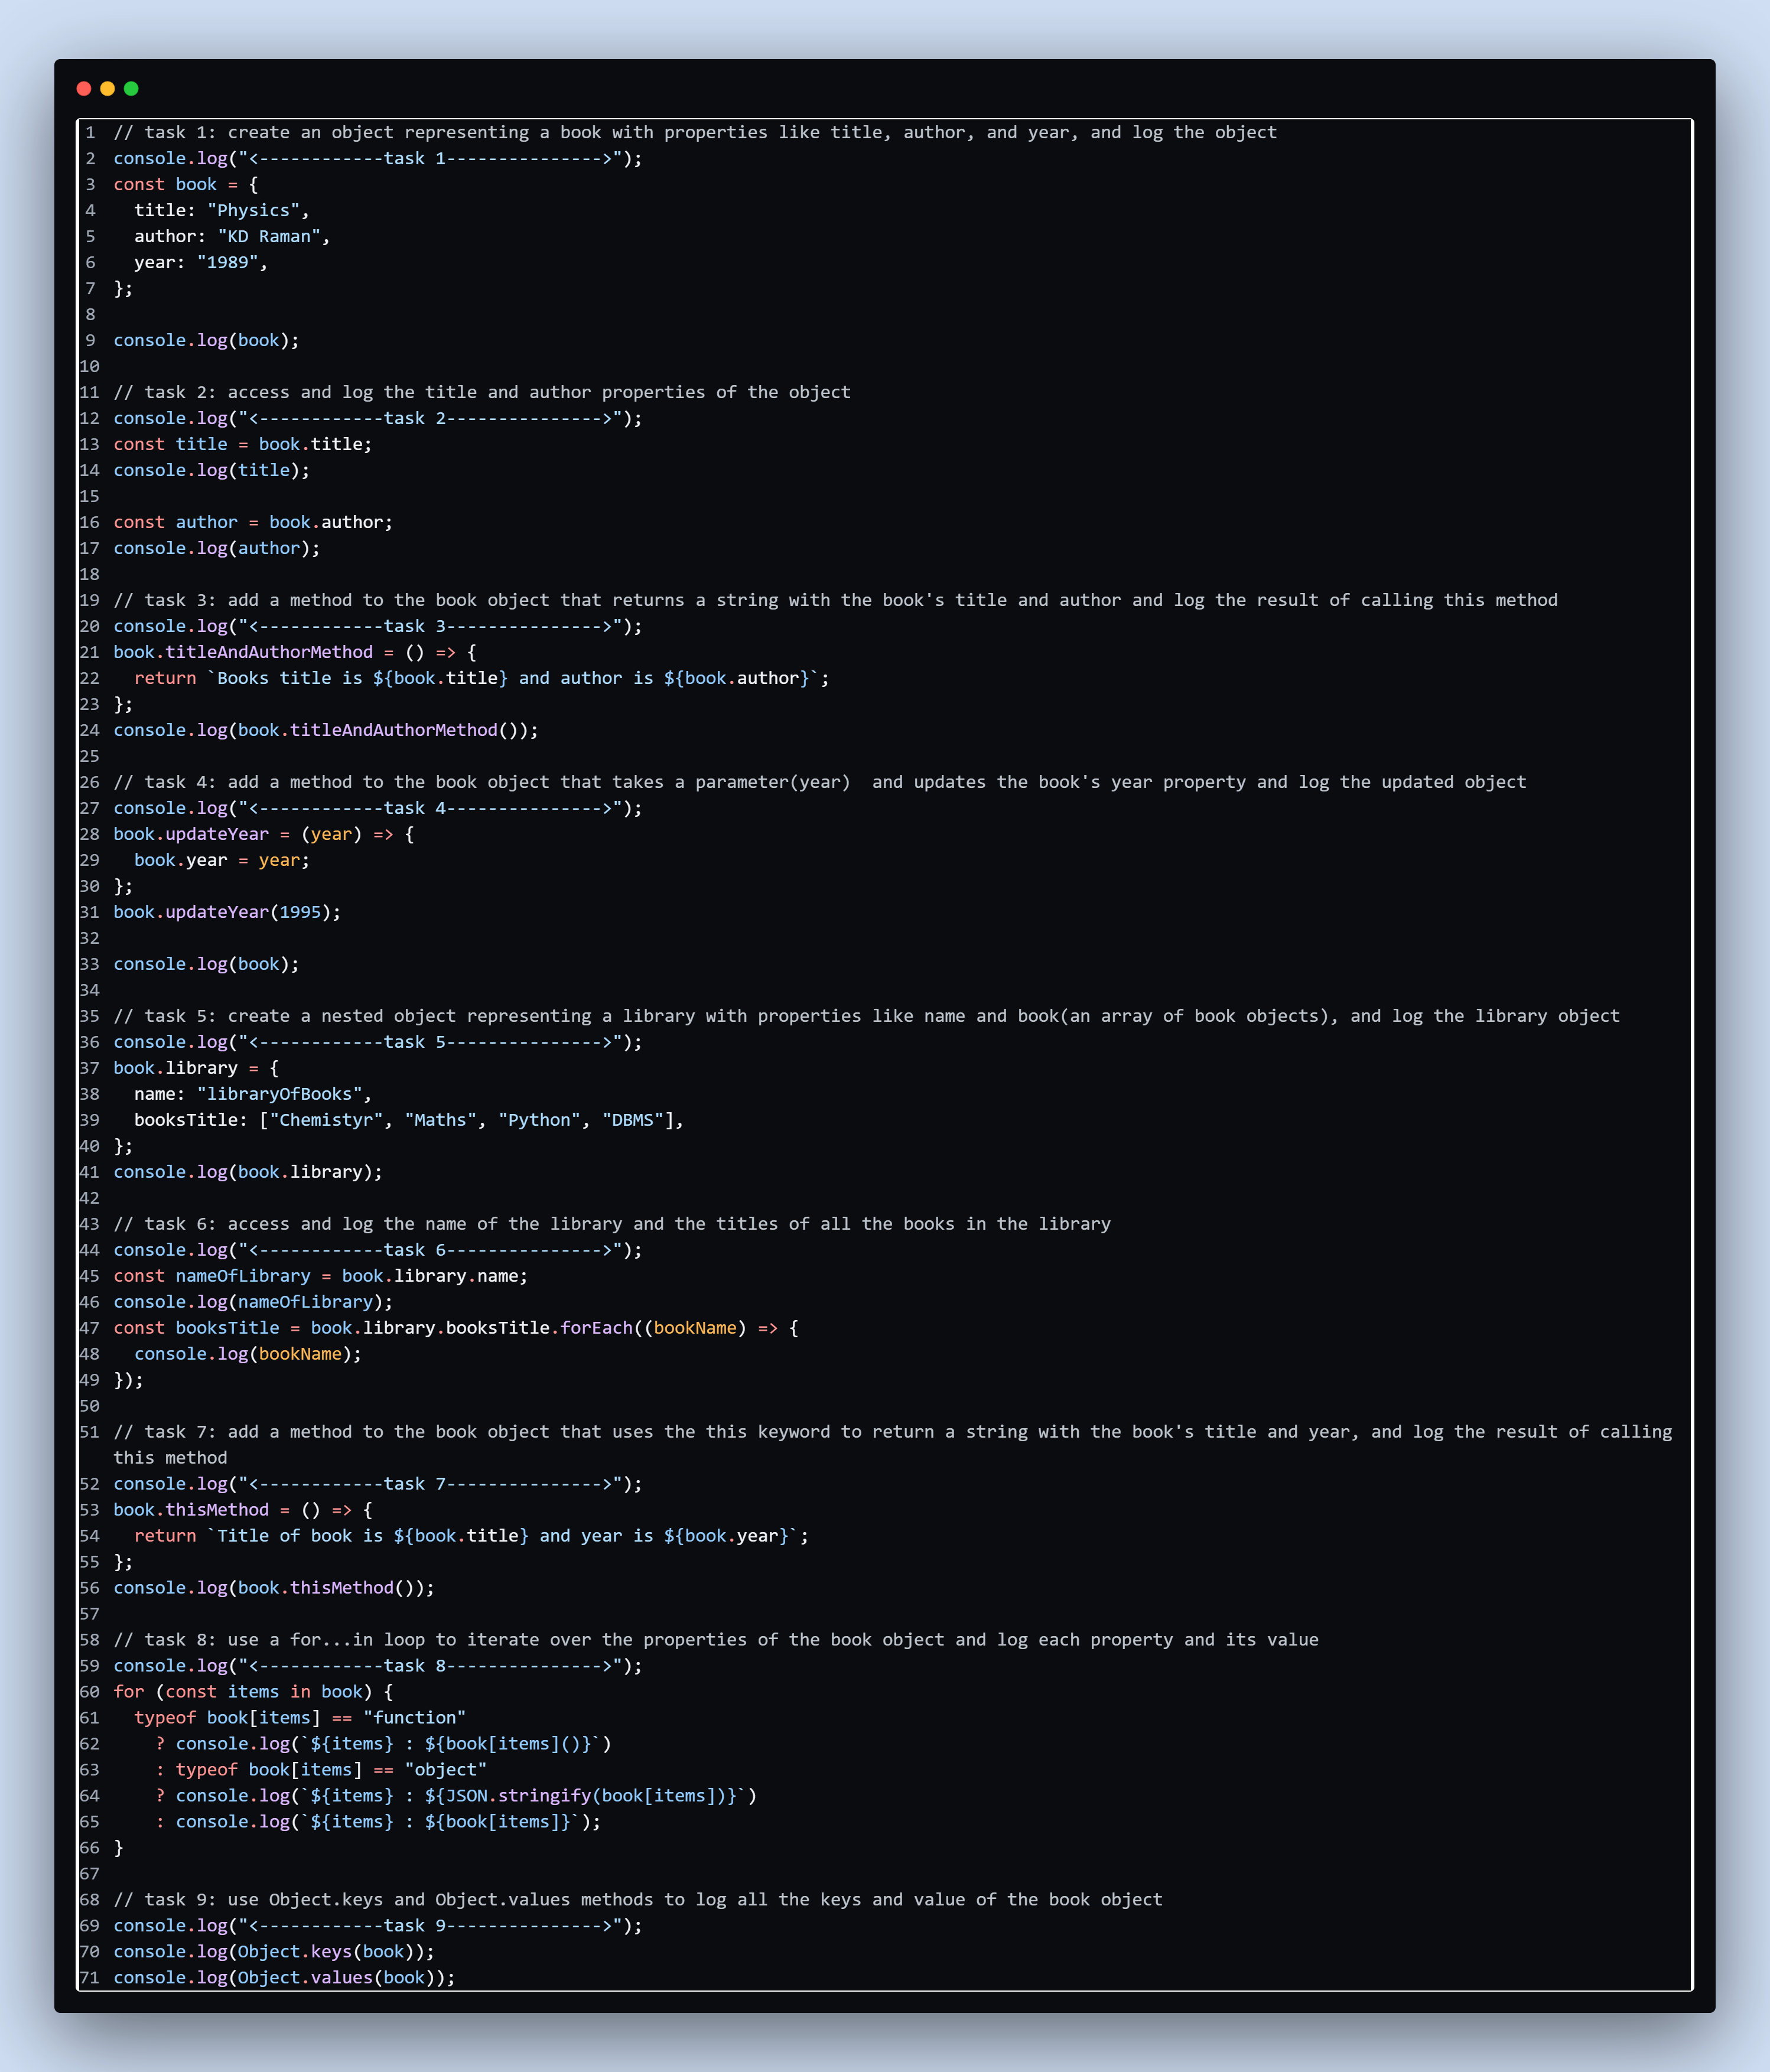 1 // task 1: create an object representing a book with properties like title, author, and year, and log the object
2 console.log("<------------task 1--------------->");
3 const book = {
4   title: "Physics",
5   author: "KD Raman",
6   year: "1989",
7 };
8
9 console.log(book);
10
11 // task 2: access and log the title and author properties of the object
12 console.log("<------------task 2--------------->");
13 const title = book.title;
14 console.log(title);
15
16 const author = book.author;
17 console.log(author);
18
19 // task 3: add a method to the book object that returns a string with the book's title and author and log the result of calling this method
20 console.log("<------------task 3--------------->");
21 book.titleAndAuthorMethod = () => {
22   return `Books title is ${book.title} and author is ${book.author}`;
23 };
24 console.log(book.titleAndAuthorMethod());
25
26 // task 4: add a method to the book object that takes a parameter(year)  and updates the book's year property and log the updated object
27 console.log("<------------task 4--------------->");
28 book.updateYear = (year) => {
29   book.year = year;
30 };
31 book.updateYear(1995);
32
33 console.log(book);
34
35 // task 5: create a nested object representing a library with properties like name and book(an array of book objects), and log the library object
36 console.log("<------------task 5--------------->");
37 book.library = {
38   name: "libraryOfBooks",
39   booksTitle: ["Chemistyr", "Maths", "Python", "DBMS"],
40 };
41 console.log(book.library);
42
43 // task 6: access and log the name of the library and the titles of all the books in the library
44 console.log("<------------task 6--------------->");
45 const nameOfLibrary = book.library.name;
46 console.log(nameOfLibrary);
47 const booksTitle = book.library.booksTitle.forEach((bookName) => {
48   console.log(bookName);
49 });
50
51 // task 7: add a method to the book object that uses the this keyword to return a string with the book's title and year, and log the result of calling
this method
52 console.log("<------------task 7--------------->");
53 book.thisMethod = () => {
54   return `Title of book is ${book.title} and year is ${book.year}`;
55 };
56 console.log(book.thisMethod());
57
58 // task 8: use a for...in loop to iterate over the properties of the book object and log each property and its value
59 console.log("<------------task 8--------------->");
60 for (const items in book) {
61   typeof book[items] == "function"
62     ? console.log(`${items} : ${book[items]()}`)
63     : typeof book[items] == "object"
64     ? console.log(`${items} : ${JSON.stringify(book[items])}`)
65     : console.log(`${items} : ${book[items]}`);
66 }
67
68 // task 9: use Object.keys and Object.values methods to log all the keys and value of the book object
69 console.log("<------------task 9--------------->");
70 console.log(Object.keys(book));
71 console.log(Object.values(book));